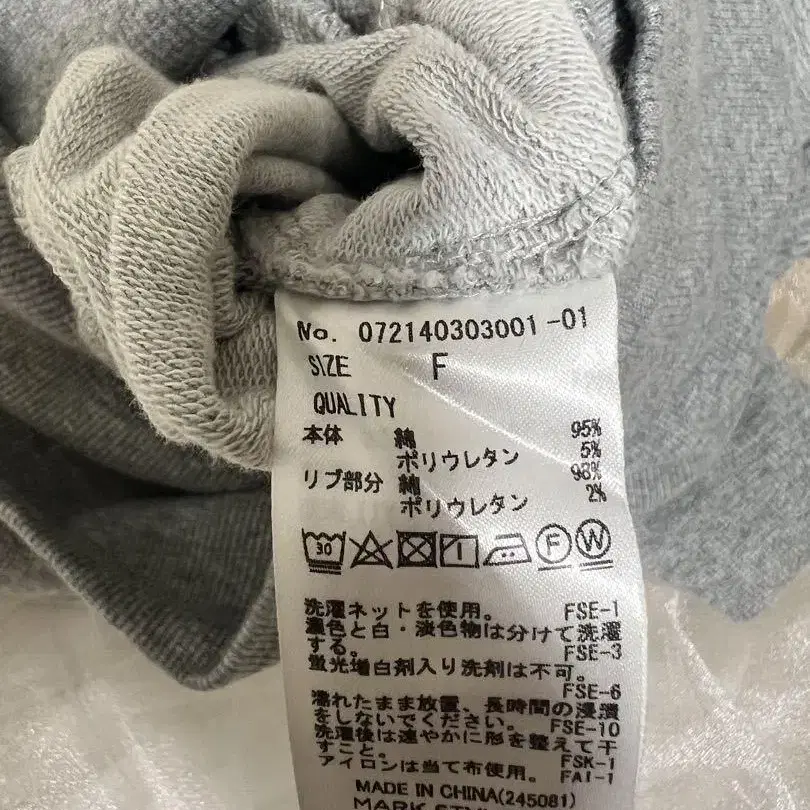 No. 072140303001-01
SIZE F
QUALITY
本体 綿 95%
ポリウレタン 5%
リブ部分 綿 98%
ポリウレタン 2%
30 F W
洗濯ネットを使用。 FSE-1
濃色と白・淡色物は分けて洗濯
する。 FSE-3
蛍光増白剤入り洗剤は不可。
FSE-6
濡れたまま放置、長時間の浸漬
をしないでください。 FSE-10
洗濯後は速やかに形を整えて干
すこと。 FSK-1
アイロンは当て布使用。 FAI-1
MADE IN CHINA(245081)
MARK